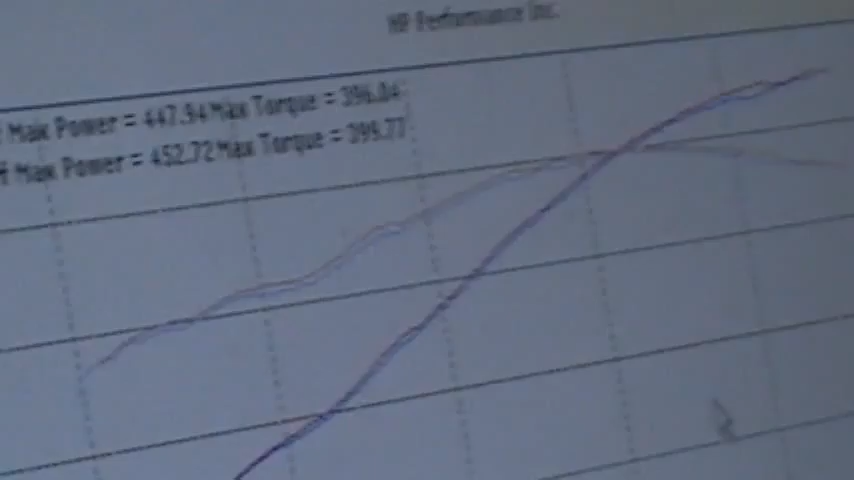 HP Performance Inc.
Max Power = 447.94 Max Torque = 396.04
Max Power = 452.72 Max Torque = 399.77